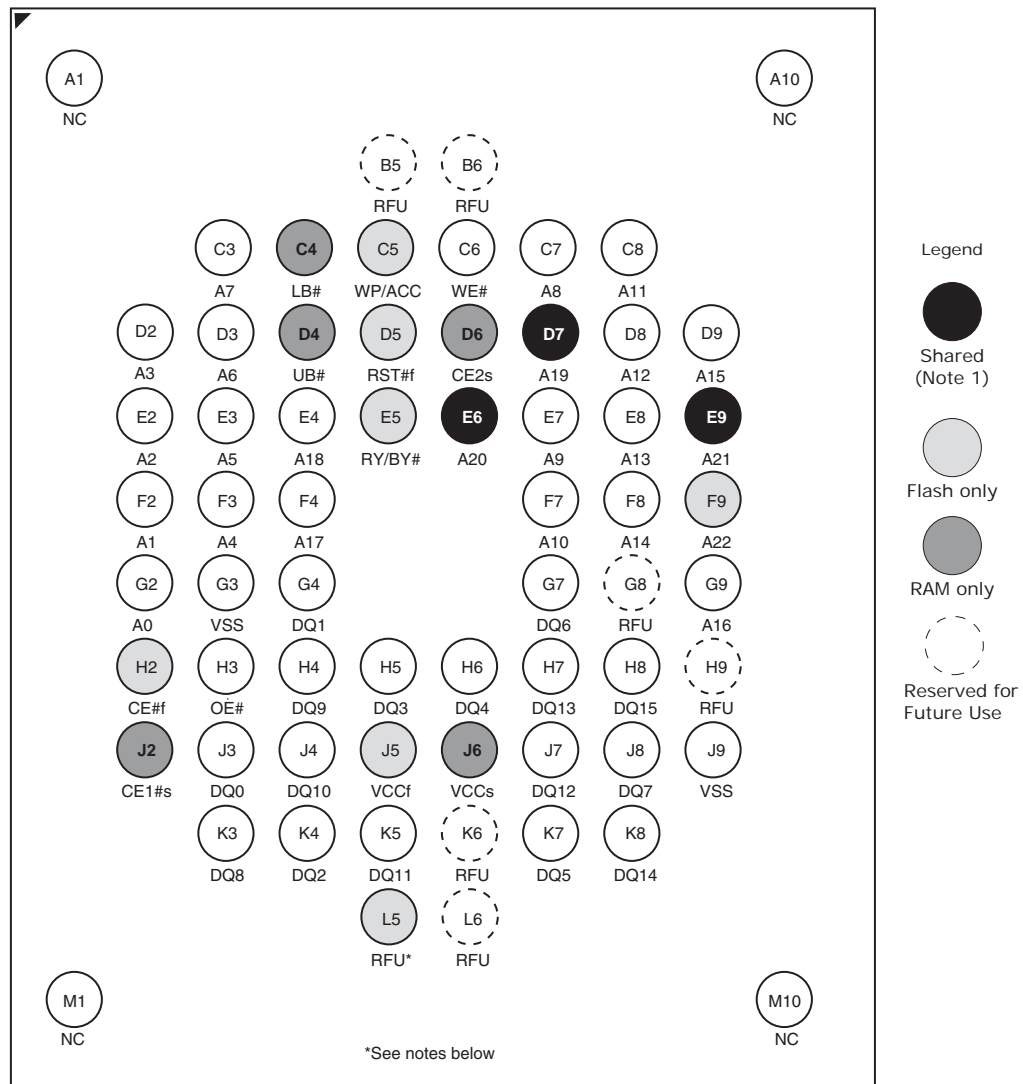 A1 A10
NC NC
B5 B6
RFU RFU
C3 C4 C5 C6 C7 C8
A7 LB# WP/ACC WE# A8 A11
D2 D3 D4 D5 D6 D7 D8 D9
A3 A6 UB# RST#f CE2s A19 A12 A15
E2 E3 E4 E5 E6 E7 E8 E9
A2 A5 A18 RY/BY# A20 A9 A13 A21
F2 F3 F4 F7 F8 F9
A1 A4 A17 A10 A14 A22
G2 G3 G4 G7 G8 G9
A0 VSS DQ1 DQ6 RFU A16
H2 H3 H4 H5 H6 H7 H8 H9
CE#f OE# DQ9 DQ3 DQ4 DQ13 DQ15 RFU
J2 J3 J4 J5 J6 J7 J8 J9
CE1#s DQ0 DQ10 VCCf VCCs DQ12 DQ7 VSS
K3 K4 K5 K6 K7 K8
DQ8 DQ2 DQ11 RFU DQ5 DQ14
L5 L6
RFU* RFU
M1 M10
NC NC
*See notes below
Legend
Shared
(Note 1)
Flash only
RAM only
Reserved for
Future Use